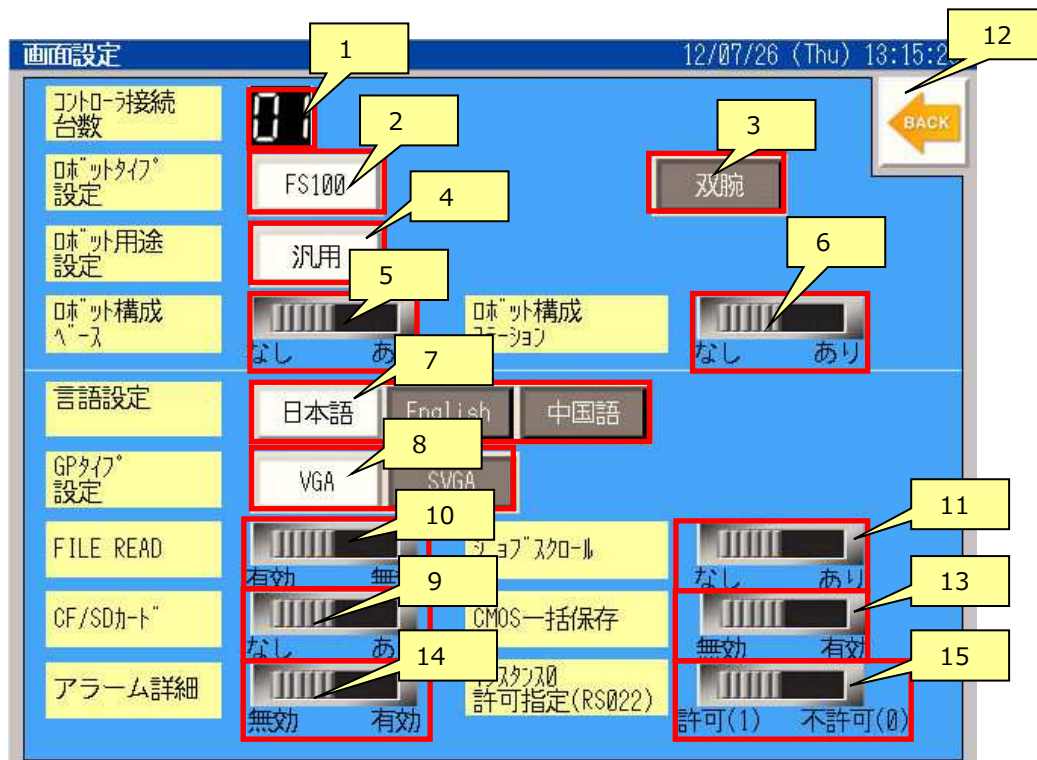 画面設定
12/07/26 (Thu) 13:15:2
1
12
コントローラ接続
台数
01
2
3
BACK
ロボットタイプ
設定
FS100
双腕
4
ロボット用途
設定
汎用
5
6
ロボット構成
ベース
なし
ロボット構成
ステーション
なし あり
7
言語設定
日本語 English 中国語
8
GPタイプ
設定
VGA SVGA
10
11
FILE READ
有効
ジョブスクロール
なし あり
9
13
CF/SDカード
なし
CMOS一括保存
無効 有効
14
15
アラーム詳細
無効 有効
インスタンス0
許可指定(RS022)
許可(1) 不許可(0)